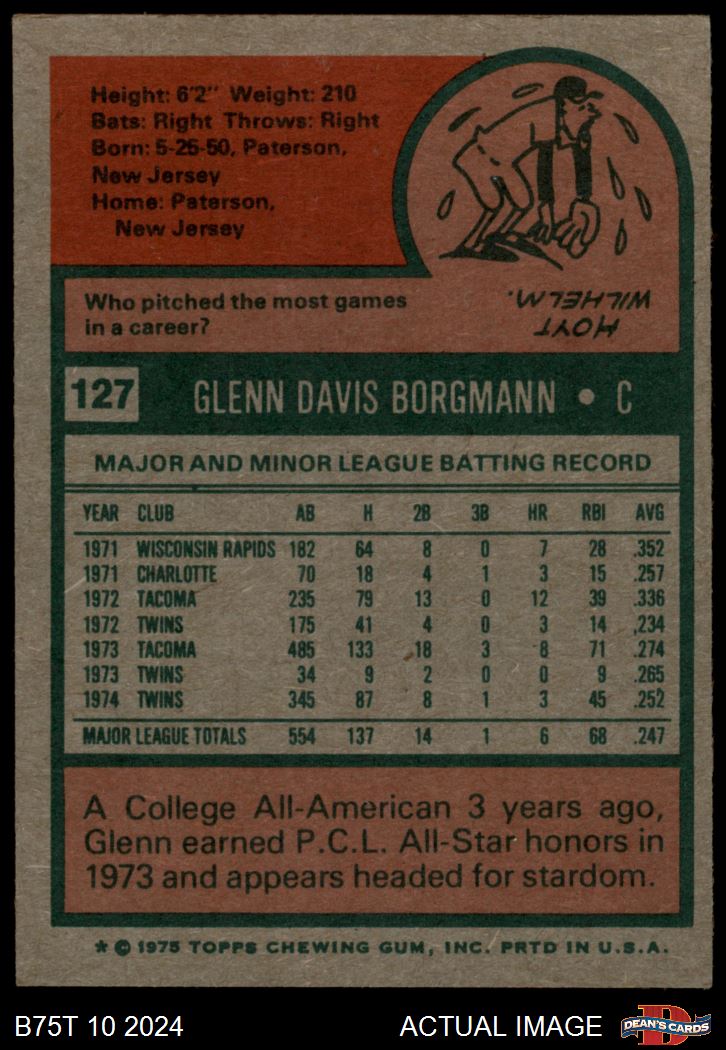 Height: 6'2" Weight: 210
Bats: Right Throws: Right
Born: 5-25-50, Paterson,
New Jersey
Home: Paterson,
New Jersey
Who pitched the most games
in a career?
HOYT
WILHELM.
127 GLENN DAVIS BORGMANN • C
MAJOR AND MINOR LEAGUE BATTING RECORD
YEAR CLUB AB H 2B 3B HR RBI AVG
1971 WISCONSIN RAPIDS 182 64 8 0 7 28 .352
1971 CHARLOTTE 70 18 4 1 3 15 .257
1972 TACOMA 235 79 13 0 12 39 .336
1972 TWINS 175 41 4 0 3 14 .234
1973 TACOMA 485 133 18 3 8 71 .274
1973 TWINS 34 9 2 0 0 9 .265
1974 TWINS 345 87 8 1 3 45 .252
MAJOR LEAGUE TOTALS 554 137 14 1 6 68 .247
A College All-American 3 years ago,
Glenn earned P.C.L. All-Star honors in
1973 and appears headed for stardom.
* © 1975 TOPPS CHEWING GUM, INC. PRTD IN U.S.A.
B75T 10 2024 ACTUAL IMAGE D DEAN'S CARDS